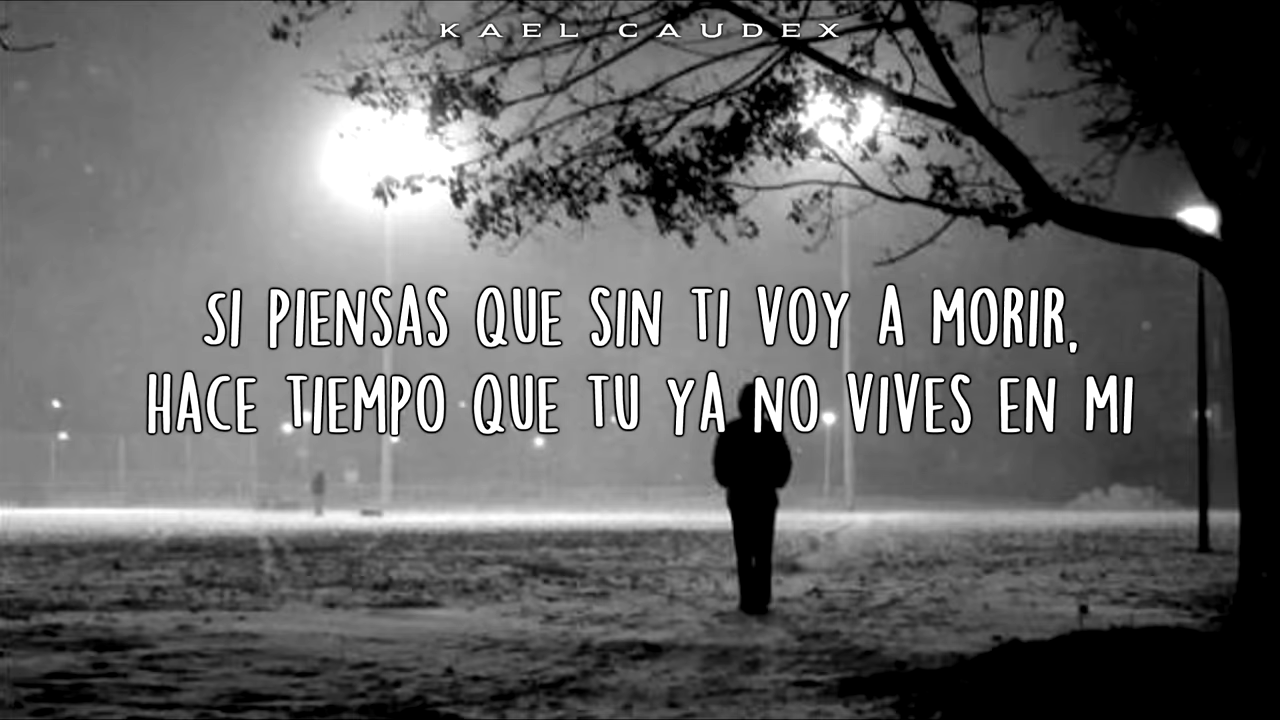 KAEL CAUDEX
SI PIENSAS QUE SIN TI VOY A MORIR,
HACE TIEMPO QUE TU YA NO VIVES EN MI